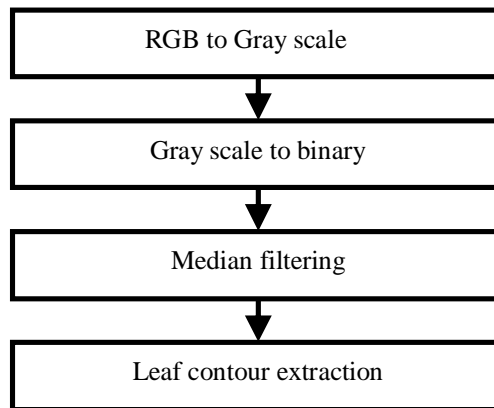 RGB to Gray scale
Gray scale to binary
Median filtering
Leaf contour extraction